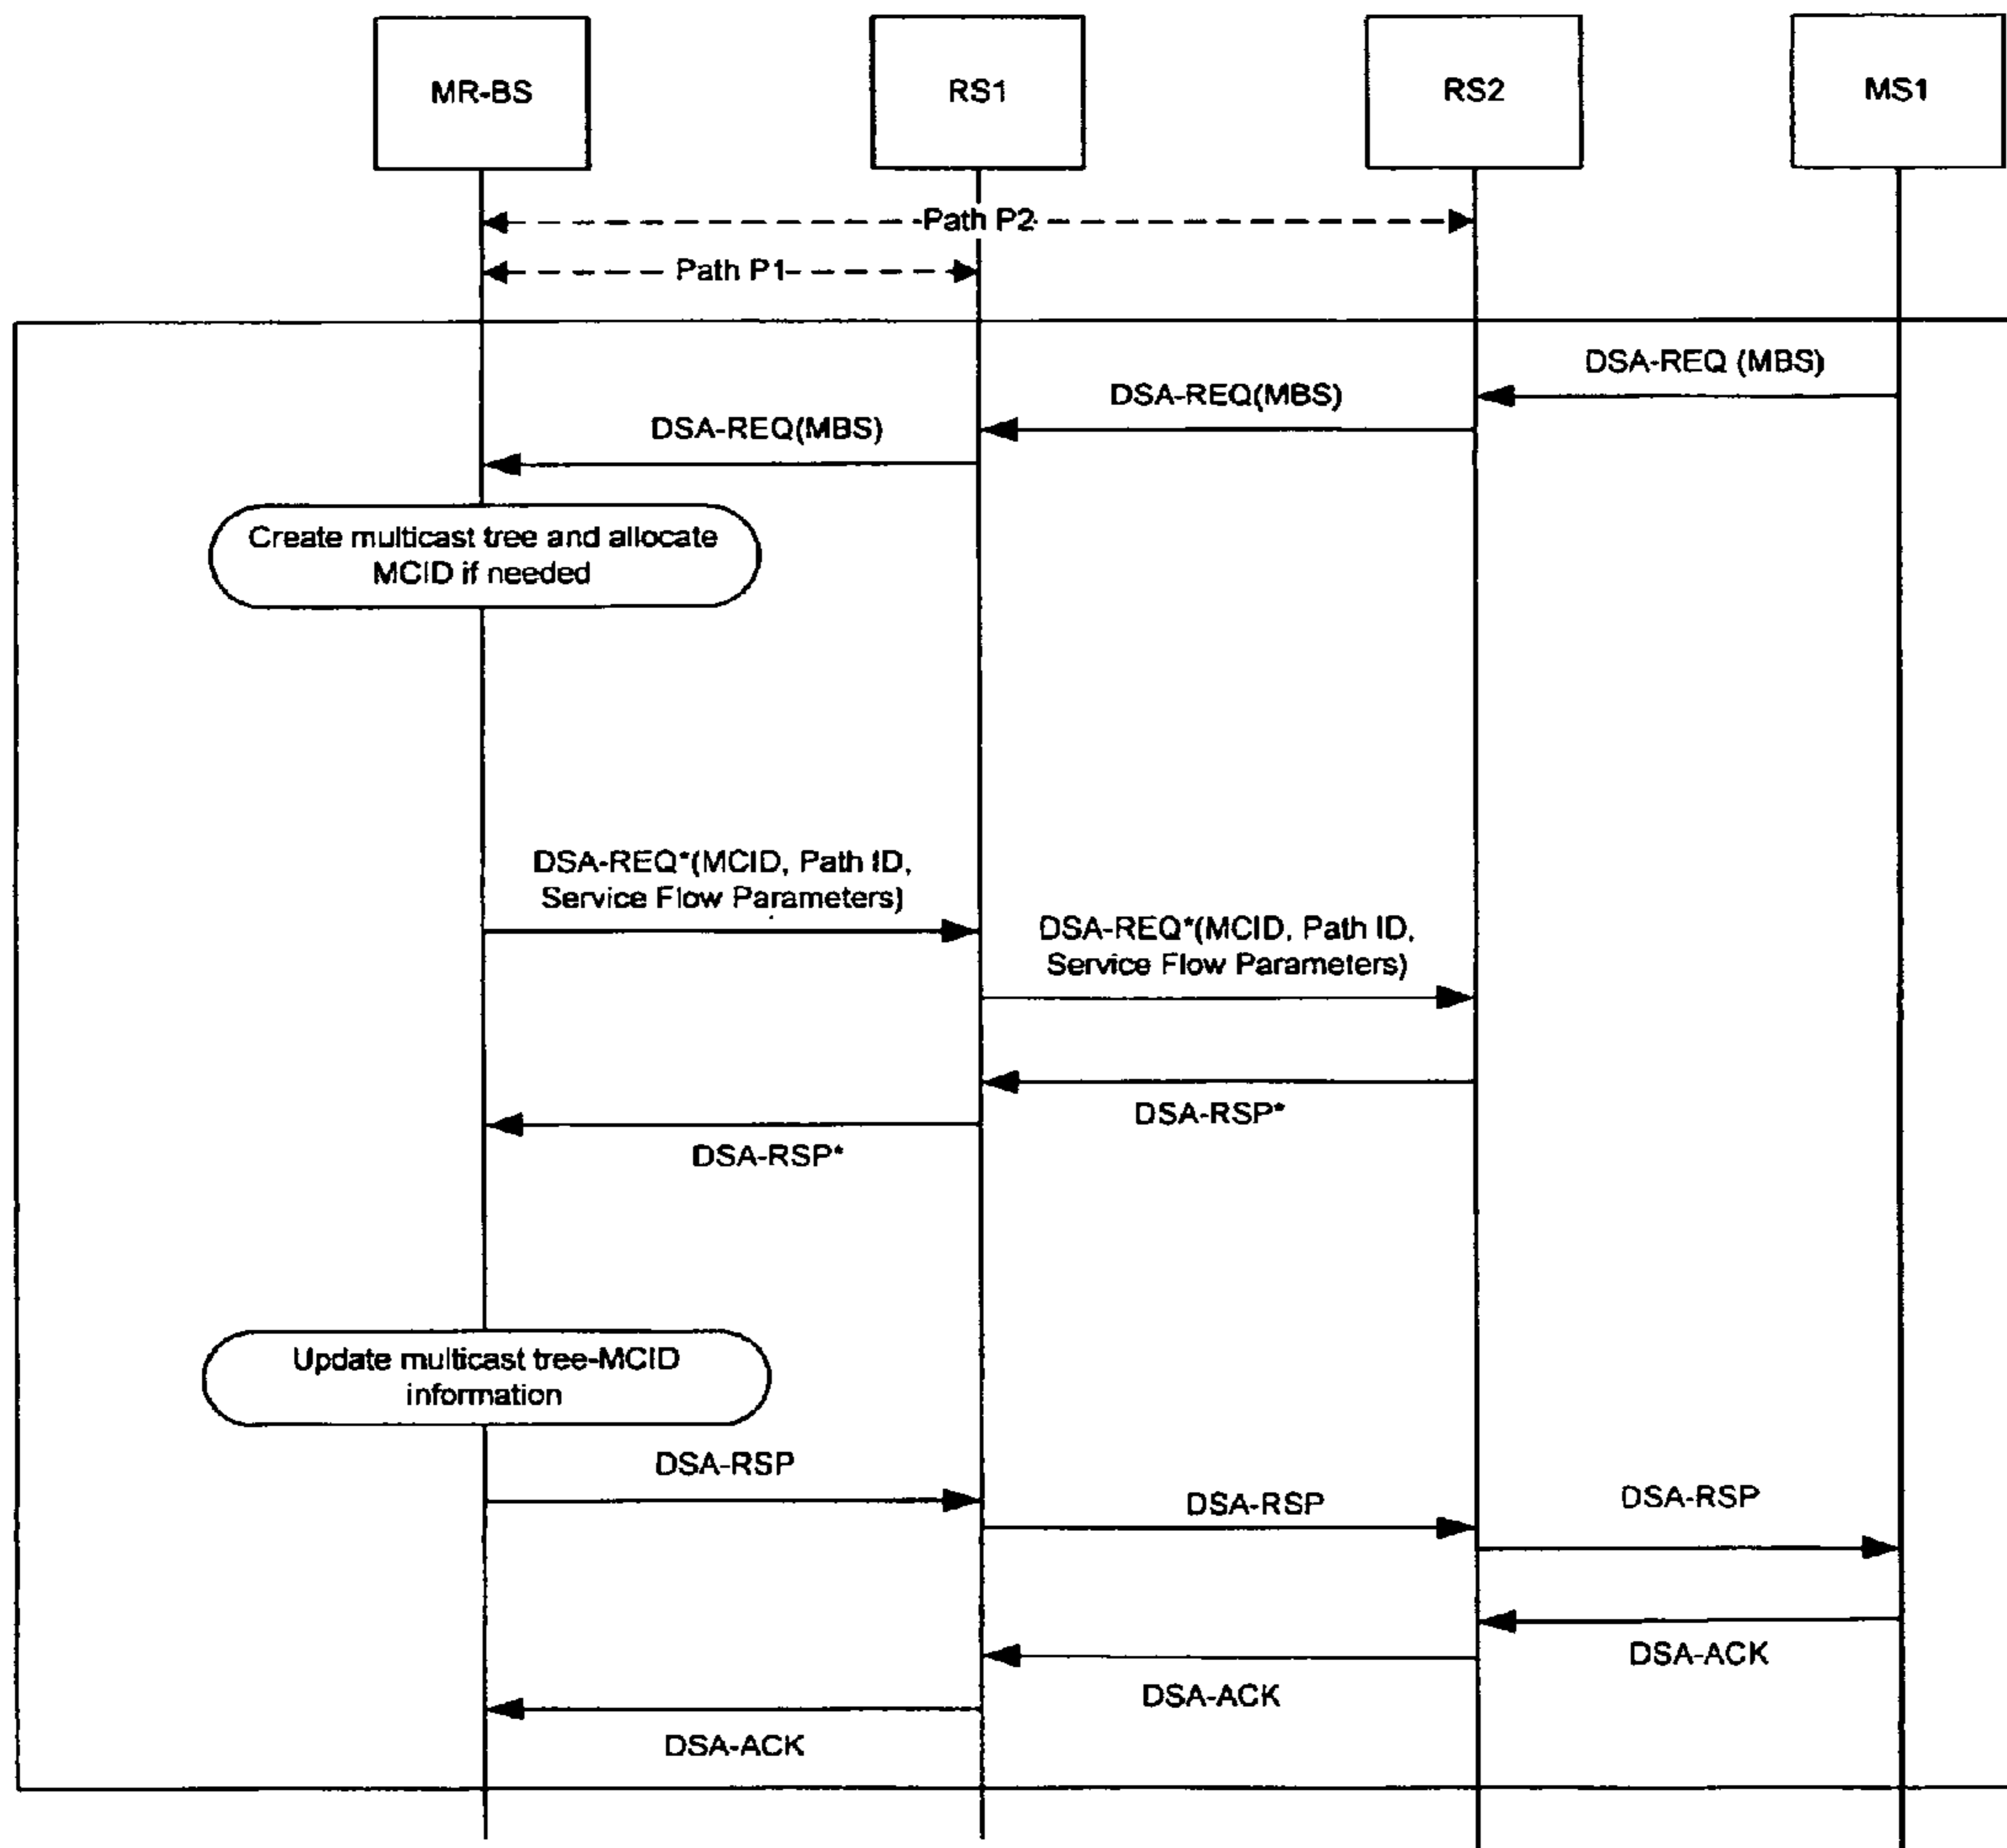 MR-BS
RS1
RS2
MS1
Path P2
Path P1
DSA-REQ (MBS)
DSA-REQ(MBS)
DSA-REQ(MBS)
Create multicast tree and allocate
MCID if needed
DSA-REQ*(MCID, Path ID,
Service Flow Parameters)
DSA-REQ*(MCID, Path ID,
Service Flow Parameters)
DSA-RSP*
DSA-RSP*
Update multicast tree-MCID
information
DSA-RSP
DSA-RSP
DSA-RSP
DSA-ACK
DSA-ACK
DSA-ACK